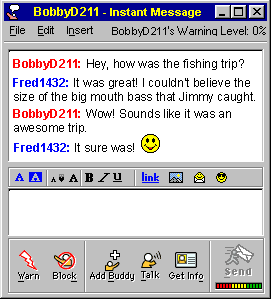 BobbyD211 - Instant Message
File Edit Insert BobbyD211's Warning Level: 0%
BobbyD211: Hey, how was the fishing trip?
Fred1432: It was great! I couldn't believe the
size of the big mouth bass that Jimmy caught.
BobbyD211: Wow! Sounds like it was an
awesome trip.
Fred1432: It sure was!
A A A A A B I U link
Warn Block Add Buddy Talk Get Info Send